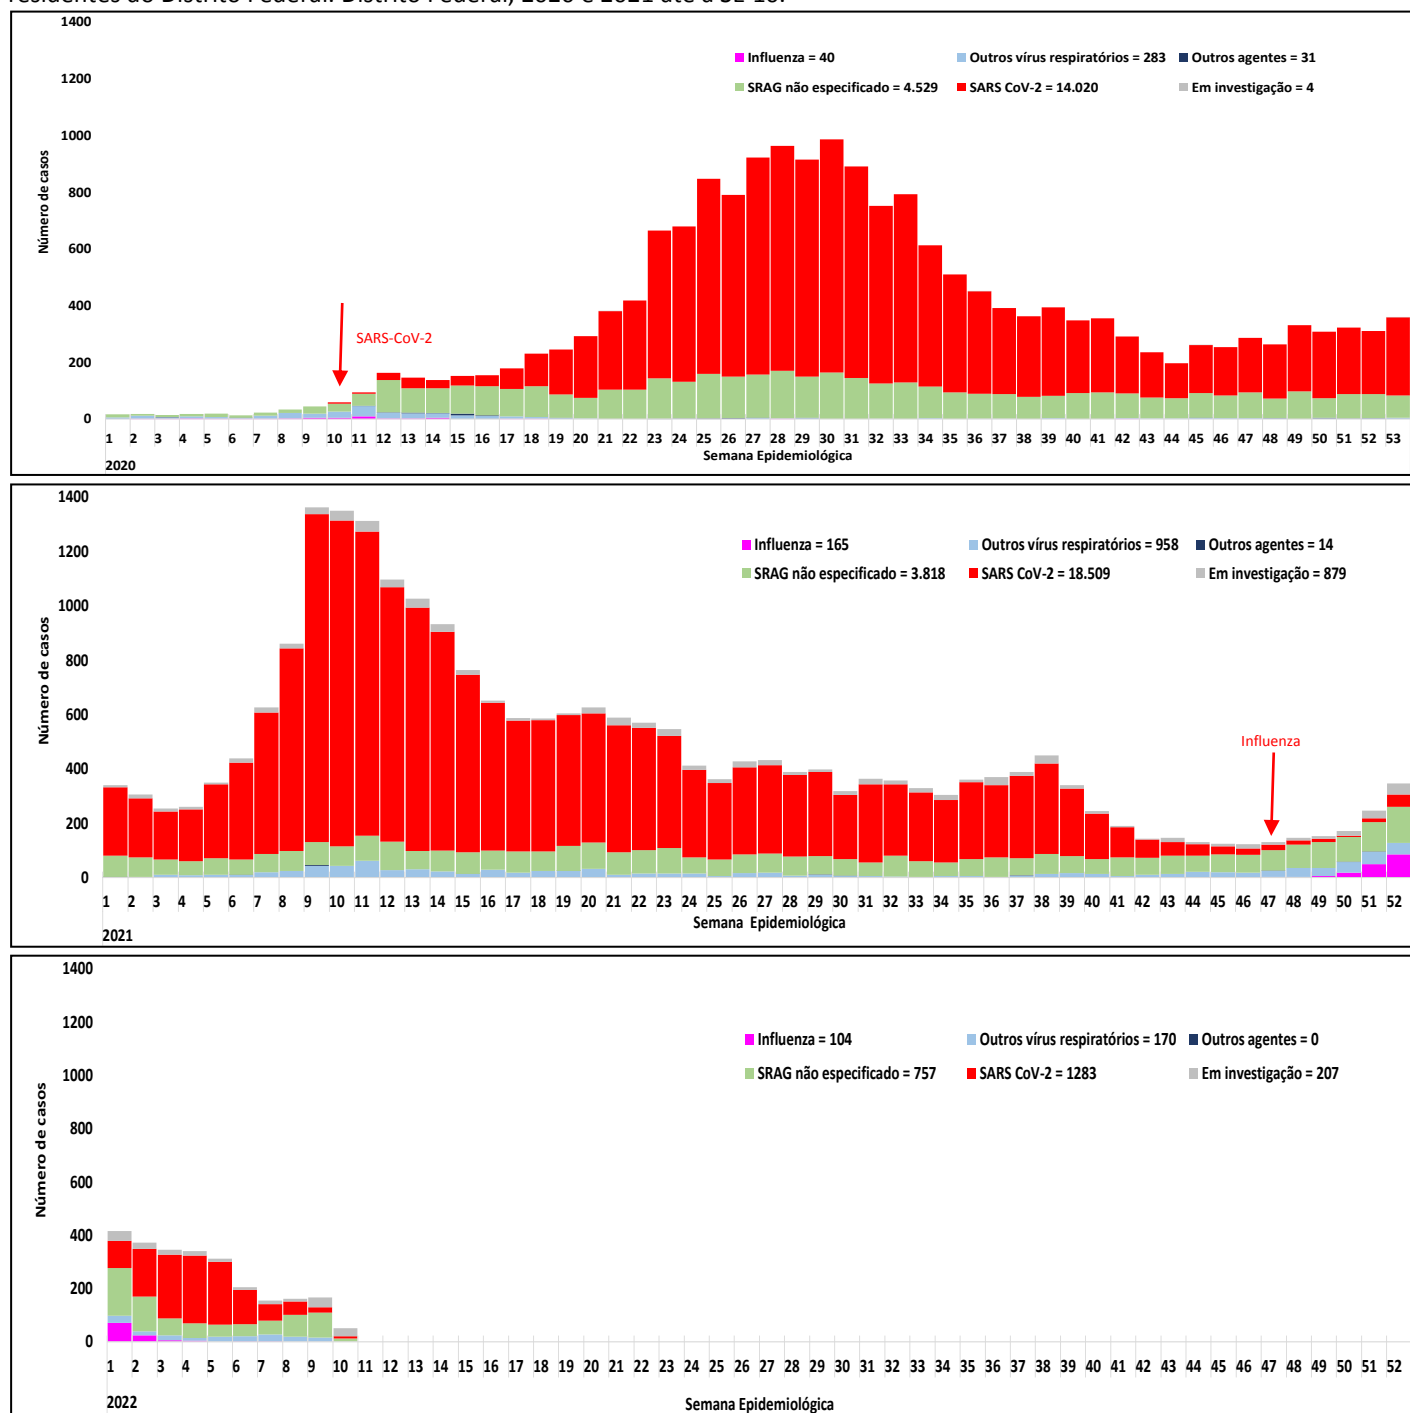 residentes do Distrito Federal. Distrito Federal, 2020 e 2021 até a SE 10.
1400
1200
1000
800
600
400
200
0
Número de casos
Influenza = 40
Outros vírus respiratórios = 283
Outros agentes = 31
SRAG não especificado = 4.529
SARS CoV-2 = 14.020
Em investigação = 4
SARS-CoV-2
1 2 3 4 5 6 7 8 9 10 11 12 13 14 15 16 17 18 19 20 21 22 23 24 25 26 27 28 29 30 31 32 33 34 35 36 37 38 39 40 41 42 43 44 45 46 47 48 49 50 51 52 53
2020
Semana Epidemiológica
1400
1200
1000
800
600
400
200
0
Número de casos
Influenza = 165
Outros vírus respiratórios = 958
Outros agentes = 14
SRAG não especificado = 3.818
SARS CoV-2 = 18.509
Em investigação = 879
Influenza
1 2 3 4 5 6 7 8 9 10 11 12 13 14 15 16 17 18 19 20 21 22 23 24 25 26 27 28 29 30 31 32 33 34 35 36 37 38 39 40 41 42 43 44 45 46 47 48 49 50 51 52
2021
Semana Epidemiológica
1400
1200
1000
800
600
400
200
0
Número de casos
Influenza = 104
Outros vírus respiratórios = 170
Outros agentes = 0
SRAG não especificado = 757
SARS CoV-2 = 1283
Em investigação = 207
1 2 3 4 5 6 7 8 9 10 11 12 13 14 15 16 17 18 19 20 21 22 23 24 25 26 27 28 29 30 31 32 33 34 35 36 37 38 39 40 41 42 43 44 45 46 47 48 49 50 51 52
2022
Semana Epidemiológica